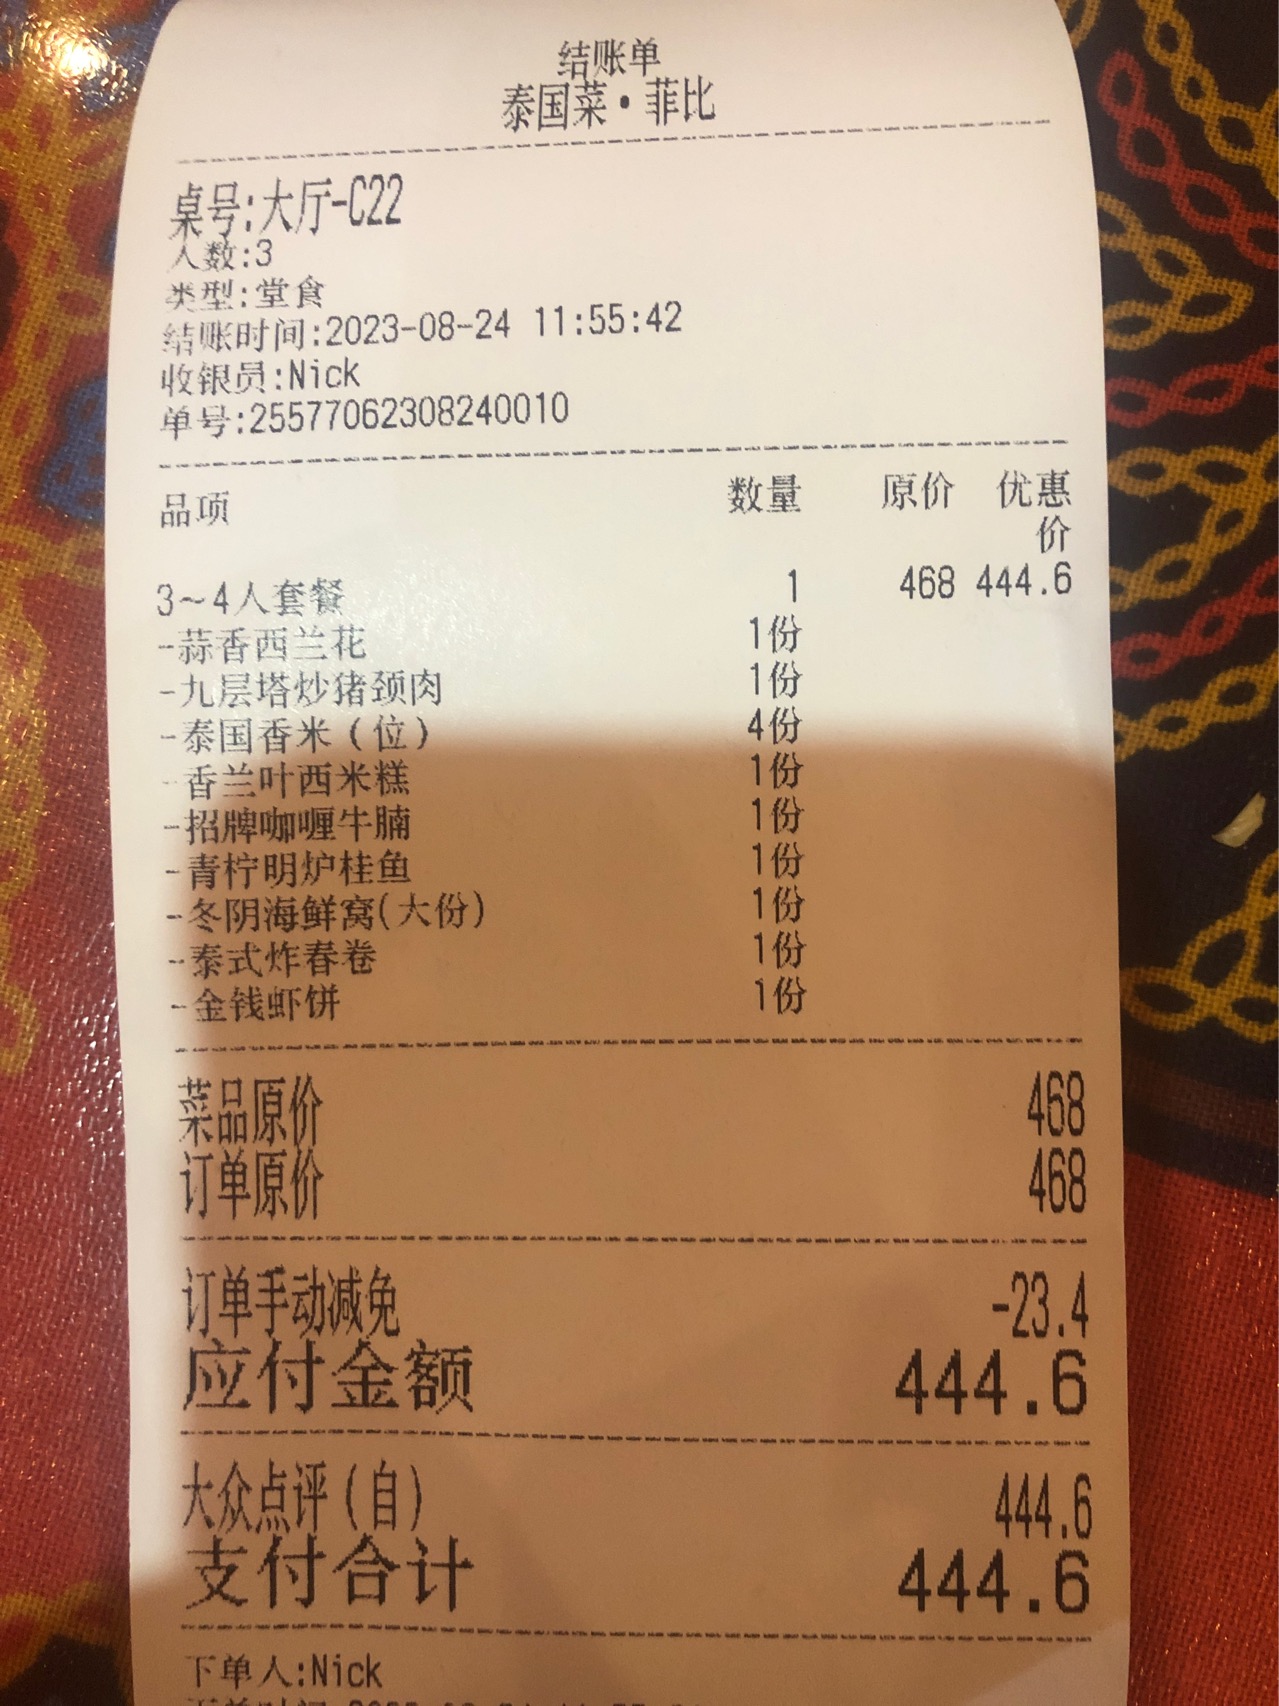 结账单
泰国菜·菲比
桌号:大厅-C22
人数:3
类型:堂食
结账时间:2023-08-24 11:55:42
收银员:Nick
单号:25577062308240010
品项 数量 原价 优惠价
3~4人套餐 1 468 444.6
-蒜香西兰花 1份
-九层塔炒猪颈肉 1份
-泰国香米(位) 4份
-香兰叶西米糕 1份
-招牌咖喱牛腩 1份
-青柠明炉桂鱼 1份
-冬阴海鲜窝(大份) 1份
-泰式炸春卷 1份
-金钱虾饼 1份
菜品原价 468
订单原价 468
订单手动减免 -23.4
应付金额 444.6
大众点评(自) 444.6
支付合计 444.6
下单人:Nick